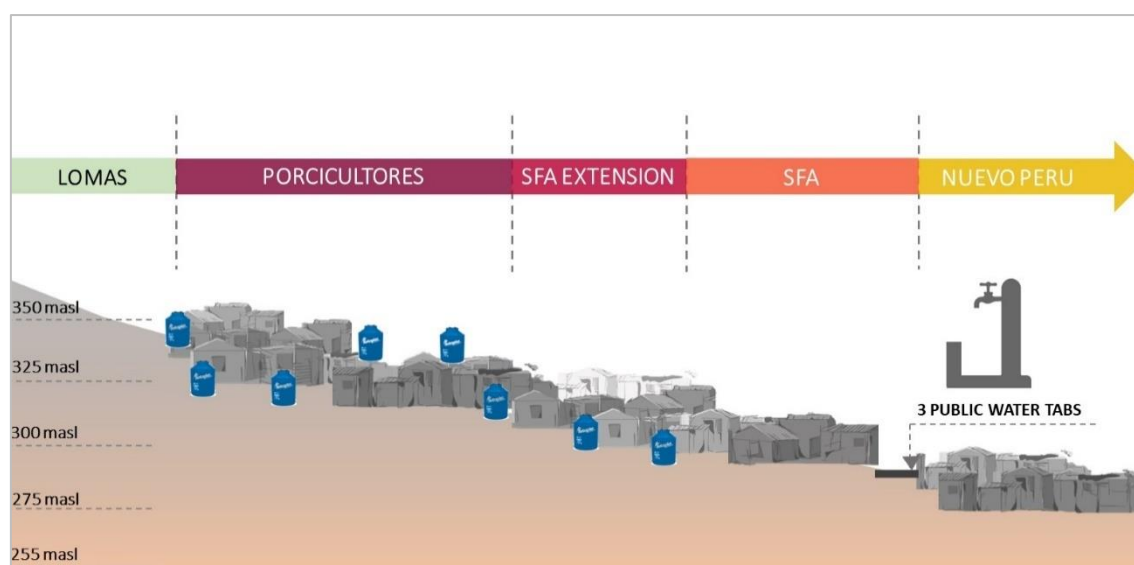 LOMAS
PORCICULTORES
SFA EXTENSION
SFA
NUEVO PERU
350 masl
325 masl
300 masl
275 masl
255 masl
3 PUBLIC WATER TABS